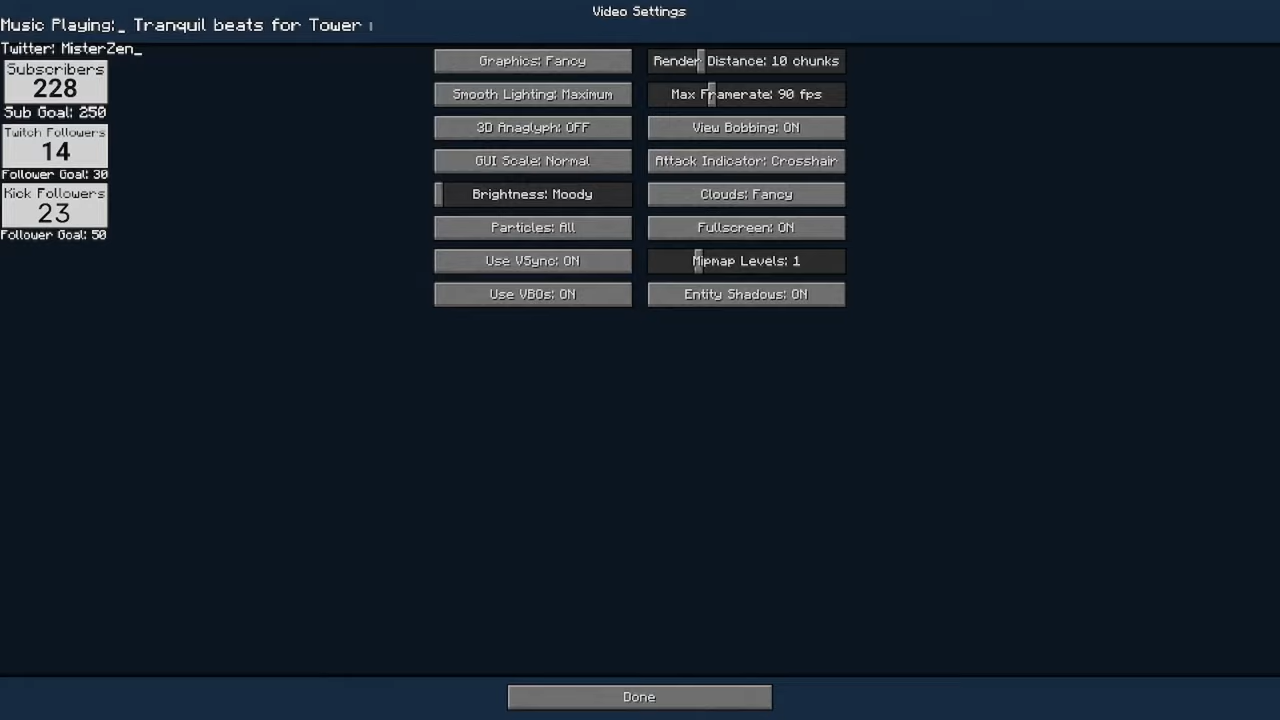 Video Settings
Music Playing:_ Tranquil beats for Tower
Twitter: MisterZen_
Subscribers
228
Sub Goal: 250
Twitch Followers
14
Follower Goal: 30
Kick Followers
23
Follower Goal: 50
Graphics: Fancy
Render Distance: 10 chunks
Smooth Lighting: Maximum
Max Framerate: 90 fps
3D Anaglyph: OFF
View Bobbing: ON
GUI Scale: Normal
Attack Indicator: Crosshair
Brightness: Moody
Clouds: Fancy
Particles: All
Fullscreen: ON
Use VSync: ON
Mipmap Levels: 1
Use VBOs: ON
Entity Shadows: ON
Done